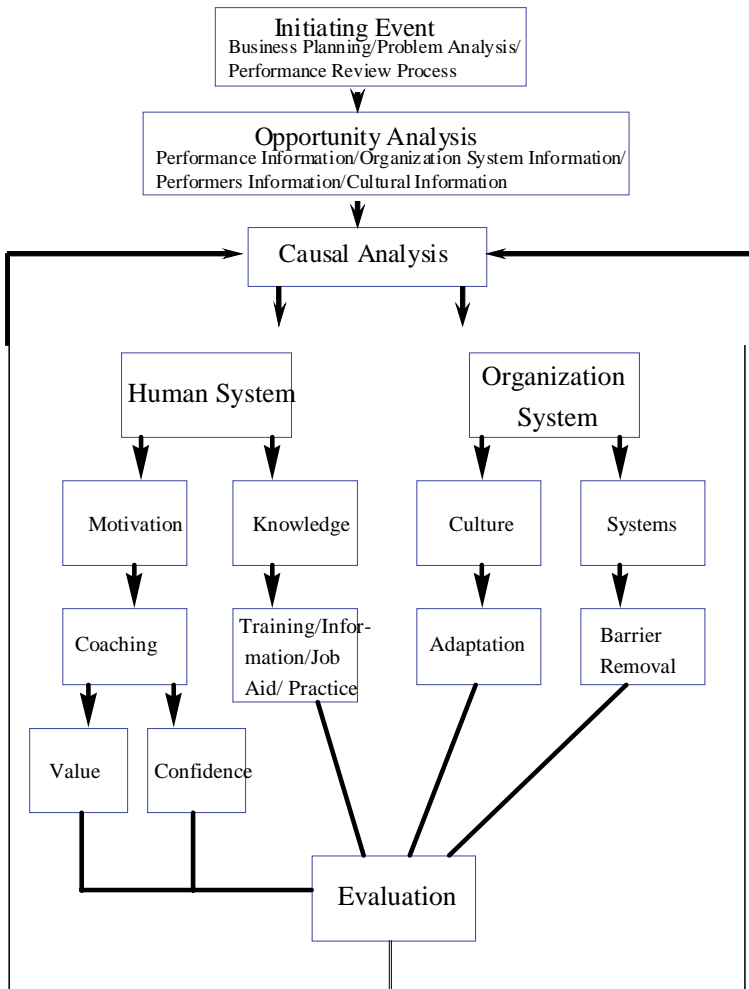 Initiating Event
Business Planning/Problem Analysis/
Performance Review Process
Opportunity Analysis
Performance Information/Organization System Information/
Performers Information/Cultural Information
Causal Analysis
Human System
Organization
System
Motivation
Knowledge
Culture
Systems
Coaching
Training/Infor-
mation/Job
Aid/ Practice
Adaptation
Barrier
Removal
Value
Confidence
Evaluation